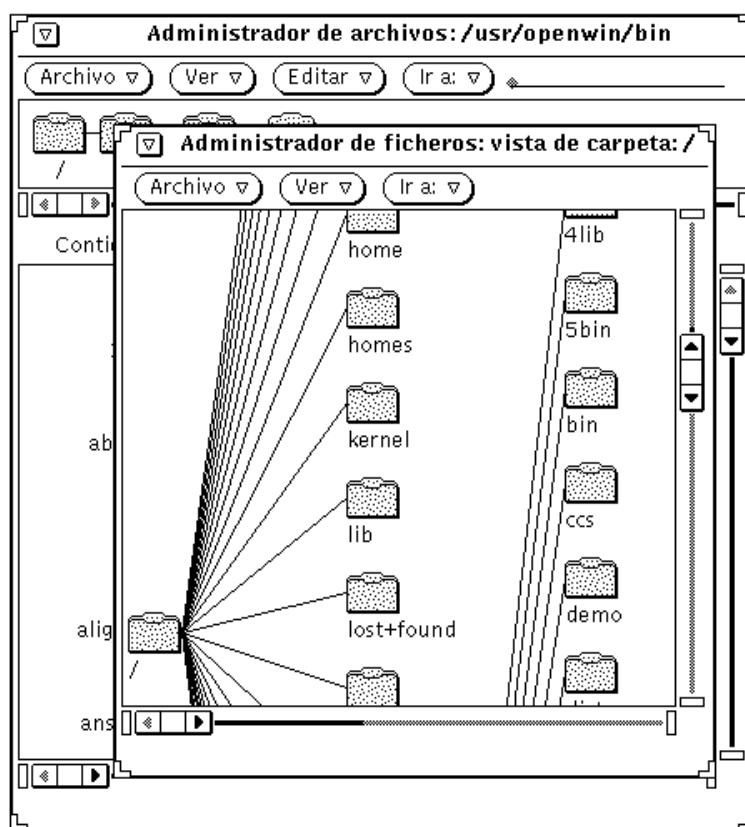 Administrador de archivos: /usr/openwin/bin
Archivo Ver Editar Ir a:
/
Administrador de ficheros: vista de carpeta: /
Archivo Ver Ir a:
home
4lib
homes
5bin
kernel
bin
lib
ccs
lost+found
demo
/